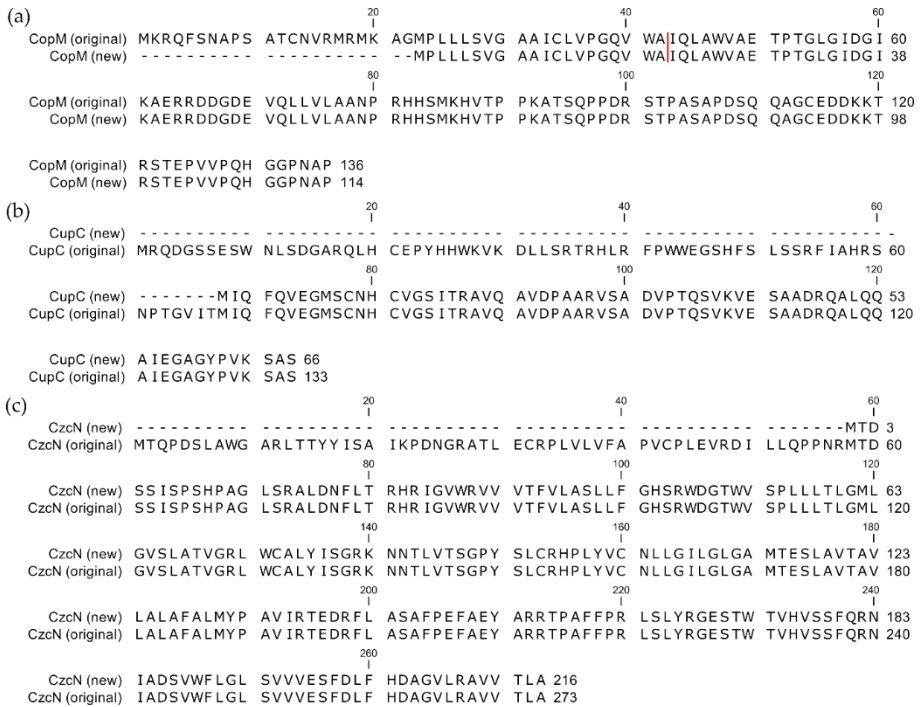 (a)
20 40 60
CopM (original) MKRQFSNAPS ATCNVRMRMK AGMPLLLSVG AAICLVPGQV WAIQLAWVAE TPTGLGIDGI 60
CopM (new) - - - - - - - - - - - - - - - - - - - - - - MPLLLSVG AAICLVPGQV WAIQLAWVAE TPTGLGIDGI 38
80 100 120
CopM (original) KAERRDDGDE VQLLVLAANP RHHSMKHVTP PKATSQPPDR STPASAPDSQ QAGCEDDKKT 120
CopM (new) KAERRDDGDE VQLLVLAANP RHHSMKHVTP PKATSQPPDR STPASAPDSQ QAGCEDDKKT 98
CopM (original) RSTEPVVPQH GGPNAP 136
CopM (new) RSTEPVVPQH GGPNAP 114
(b)
20 40 60
CupC (new) - - - - - - - - - - - - - - - - - - - - - - - - - - - - - - - - - - - - - - - - - - - - - - - - - - - - - - - - - - - - -
CupC (original) MRQDGSSESW NLSDGARQLH CEPYHHWKVK DLLSRTRHLR FPWWEGSHFS LSSRFIAHRS 60
80 100 120
CupC (new) - - - - - - - MIQ FQVEGMSCNH CVGSITRAVQ AVDPAARVSA DVPTQSVKVE SAADRQALQQ 53
CupC (original) NPTGVITMIQ FQVEGMSCNH CVGSITRAVQ AVDPAARVSA DVPTQSVKVE SAADRQALQQ 120
CupC (new) AIEGAGYPVK SAS 66
CupC (original) AIEGAGYPVK SAS 133
(c)
20 40 60
CzcN (new) - - - - - - - - - - - - - - - - - - - - - - - - - - - - - - - - - - - - - - - - - - - - - - - - - - - - - - - - - MTD 3
CzcN (original) MTQPDSLAWG ARLTTYYISA IKPDNGRATL ECRPLVLVFA PVCPLEVRDI LLQPPNRMTD 60
80 100 120
CzcN (new) SSISPSHPAG LSRALDNFLT RHRIGVWRVV VTFVLASLLF GHSRWDGTWV SPLLLTLGML 63
CzcN (original) SSISPSHPAG LSRALDNFLT RHRIGVWRVV VTFVLASLLF GHSRWDGTWV SPLLLTLGML 120
140 160 180
CzcN (new) GVSLATVGRL WCALYISGRK NNTLVTSGPY SLCRHPLYVC NLLGILGLGA MTESLAVTAV 123
CzcN (original) GVSLATVGRL WCALYISGRK NNTLVTSGPY SLCRHPLYVC NLLGILGLGA MTESLAVTAV 180
200 220 240
CzcN (new) LALAFALMYP AVIRTEDRFL ASAFPEFAEY ARRTPAFFPR LSLYRGESTW TVHVSSFQRN 183
CzcN (original) LALAFALMYP AVIRTEDRFL ASAFPEFAEY ARRTPAFFPR LSLYRGESTW TVHVSSFQRN 240
260
CzcN (new) IADSVWFLGL SVVVESFDLF HDAGVLRAVV TLA 216
CzcN (original) IADSVWFLGL SVVVESFDLF HDAGVLRAVV TLA 273